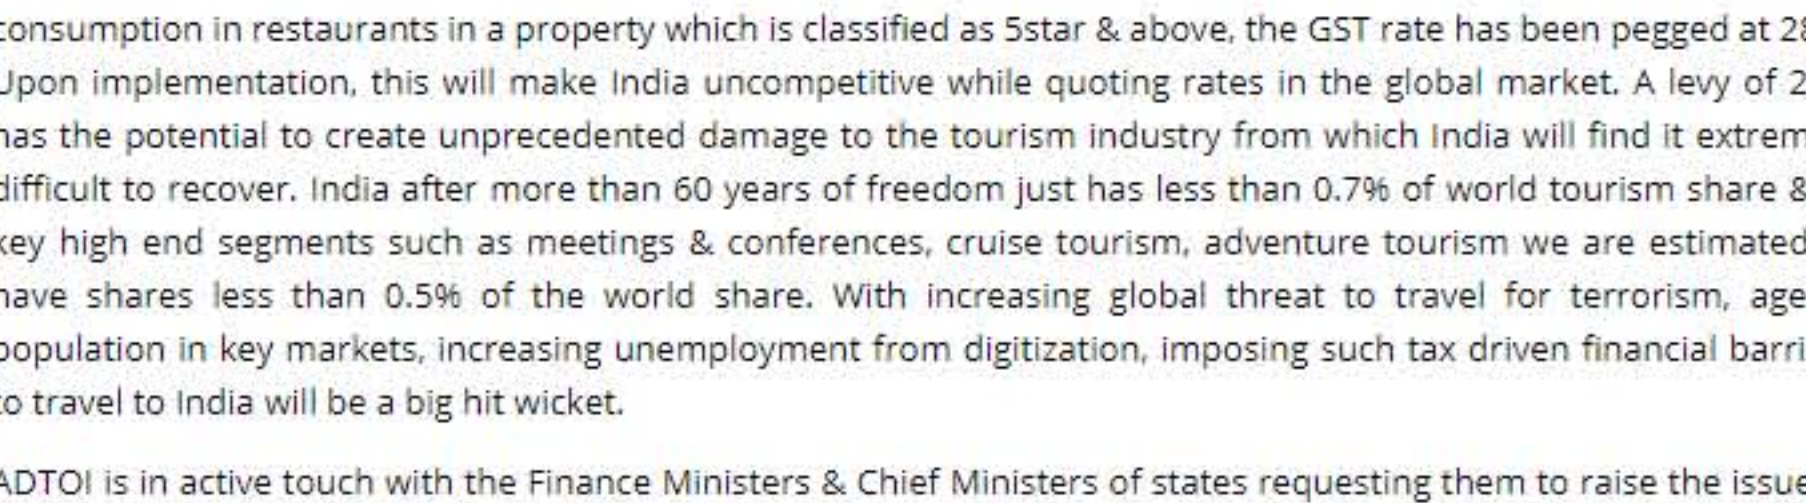 consumption in restaurants in a property which is classified as 5star & above, the GST rate has been pegged at 28
Upon implementation, this will make India uncompetitive while quoting rates in the global market. A levy of 2
has the potential to create unprecedented damage to the tourism industry from which India will find it extrem
difficult to recover. India after more than 60 years of freedom just has less than 0.7% of world tourism share &
key high end segments such as meetings & conferences, cruise tourism, adventure tourism we are estimated
have shares less than 0.5% of the world share. With increasing global threat to travel for terrorism, age
population in key markets, increasing unemployment from digitization, imposing such tax driven financial barri
to travel to India will be a big hit wicket.
ADTOI is in active touch with the Finance Ministers & Chief Ministers of states requesting them to raise the issue